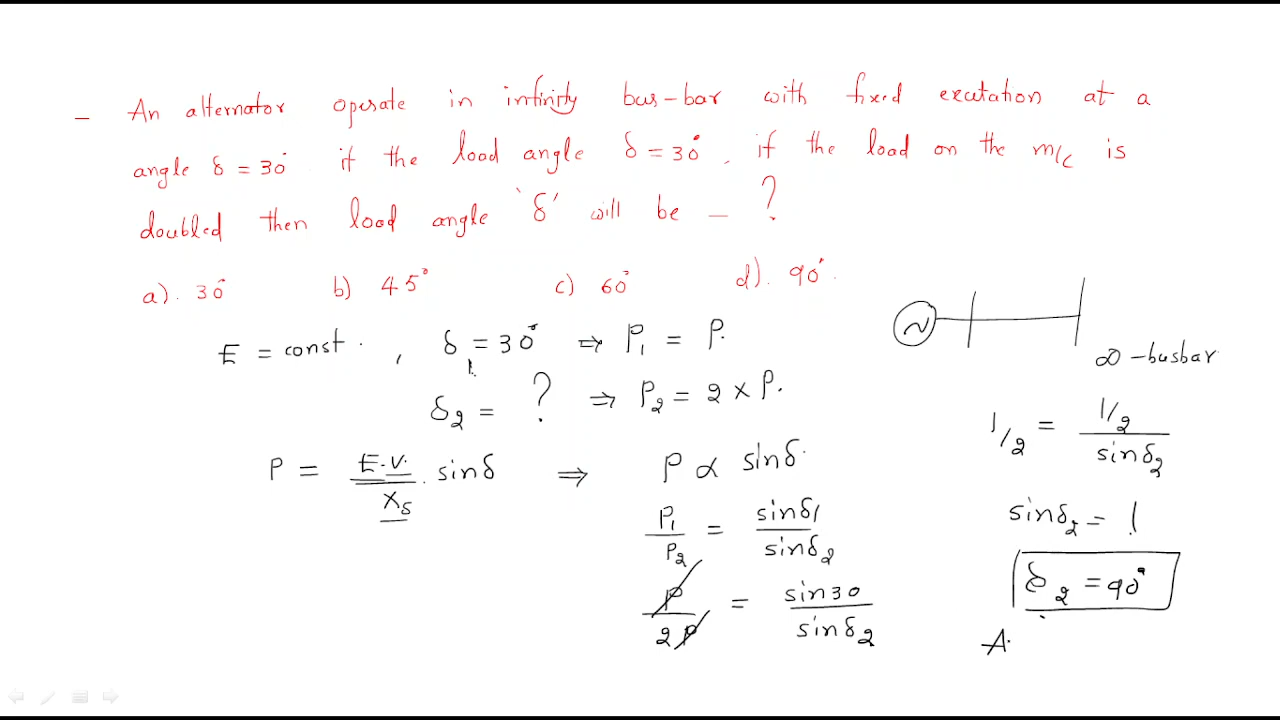 - An alternator operate in infinity bus-bar with fixed excitation at a
angle δ = 30° if the load angle δ = 30°, if the load on the m/c is
doubled then load angle 'δ' will be - ?
a). 30° b) 45° c) 60° d). 90°.
E = const. , δ₁ = 30° ⇒ P₁ = P.
δ₂ = ? ⇒ P₂ = 2 × P.
∞ -busbar
P = E.V. / Xₛ . sinδ ⇒ P ∝ sinδ.
P₁ / P₂ = sinδ₁ / sinδ₂
P / 2P = sin30 / sinδ₂
1/2 = 1/2 / sinδ₂
sinδ₂ = 1
δ₂ = 90°
A.